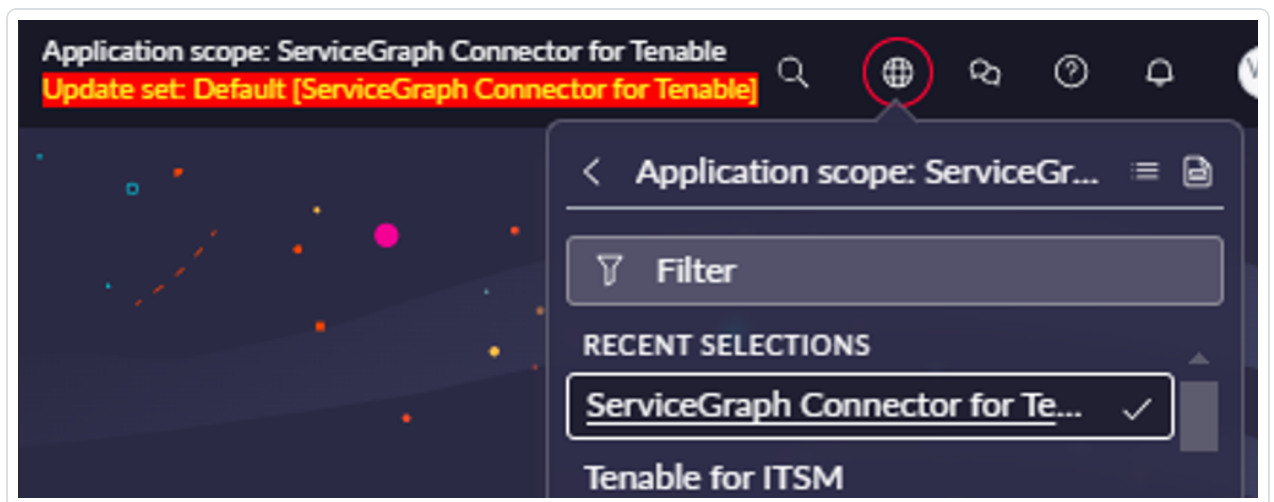 Application scope: ServiceGraph Connector for Tenable
Update set: Default [ServiceGraph Connector for Tenable]
Application scope: ServiceGr...
Filter
RECENT SELECTIONS
ServiceGraph Connector for Te...
Tenable for ITSM